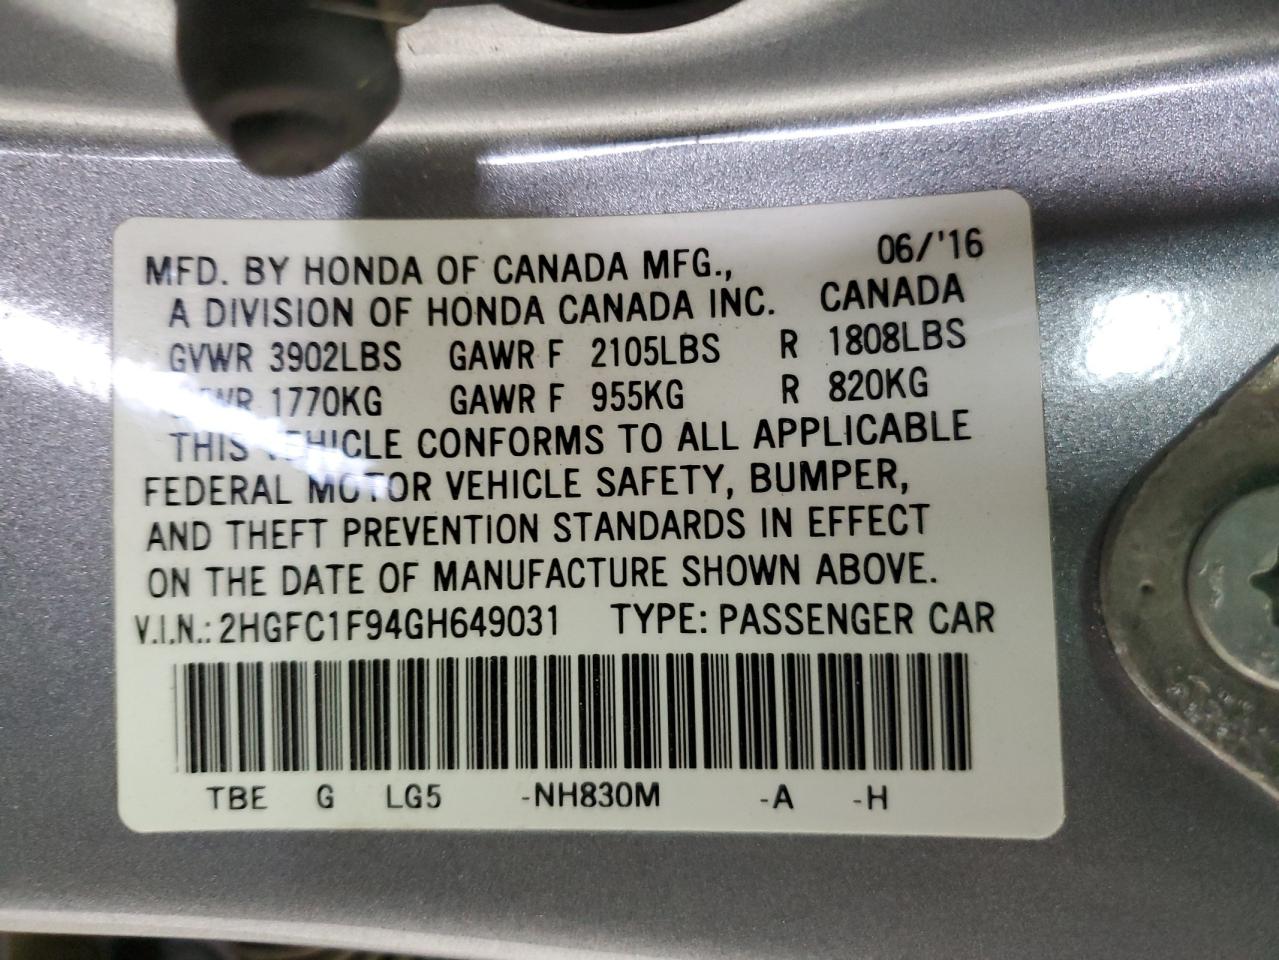 MFD. BY HONDA OF CANADA MFG., 06/'16
A DIVISION OF HONDA CANADA INC. CANADA
GVWR 3902LBS GAWR F 2105LBS R 1808LBS
1770KG GAWR F 955KG R 820KG
THIS VEHICLE CONFORMS TO ALL APPLICABLE
FEDERAL MOTOR VEHICLE SAFETY, BUMPER,
AND THEFT PREVENTION STANDARDS IN EFFECT
ON THE DATE OF MANUFACTURE SHOWN ABOVE.
V.I.N.: 2HGFC1F94GH649031 TYPE: PASSENGER CAR
TBE G LG5 -NH830M -A -H